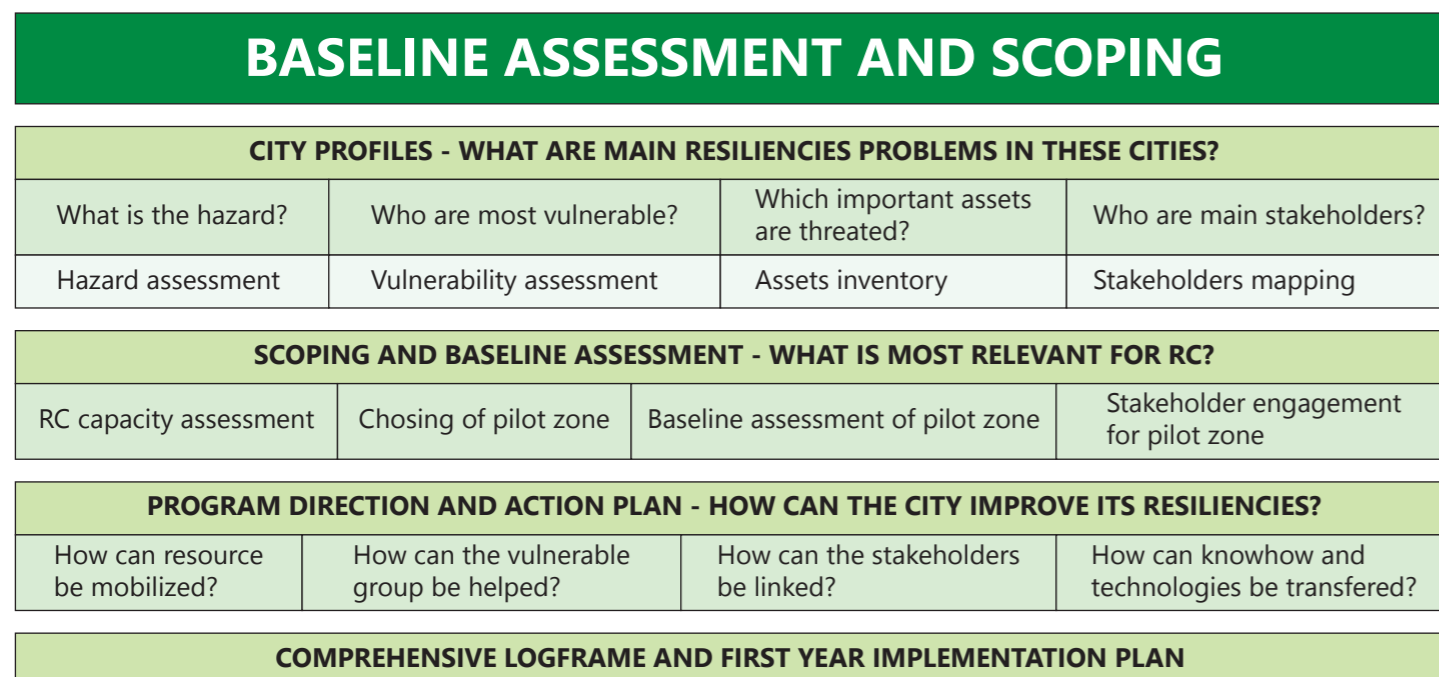 BASELINE ASSESSMENT AND SCOPING
CITY PROFILES - WHAT ARE MAIN RESILIENCIES PROBLEMS IN THESE CITIES?
What is the hazard?
Who are most vulnerable?
Which important assets
are threated?
Who are main stakeholders?
Hazard assessment
Vulnerability assessment
Assets inventory
Stakeholders mapping
SCOPING AND BASELINE ASSESSMENT - WHAT IS MOST RELEVANT FOR RC?
RC capacity assessment
Chosing of pilot zone
Baseline assessment of pilot zone
Stakeholder engagement
for pilot zone
PROGRAM DIRECTION AND ACTION PLAN - HOW CAN THE CITY IMPROVE ITS RESILIENCIES?
How can resource
be mobilized?
How can the vulnerable
group be helped?
How can the stakeholders
be linked?
How can knowhow and
technologies be transfered?
COMPREHENSIVE LOGFRAME AND FIRST YEAR IMPLEMENTATION PLAN